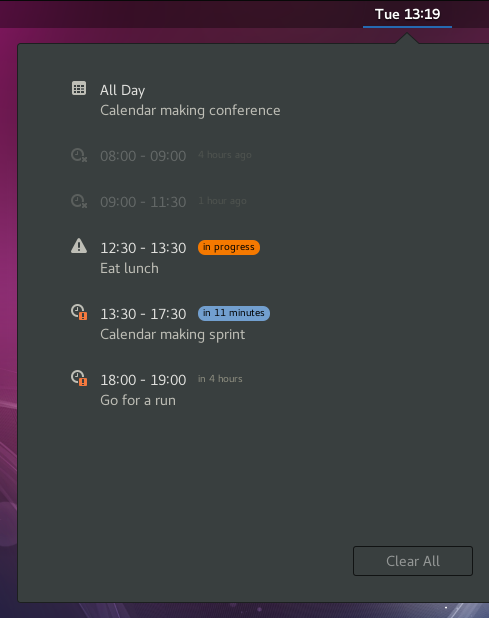 Tue 13:19
All Day
Calendar making conference
08:00 - 09:00 4 hours ago
09:00 - 11:30 1 hour ago
12:30 - 13:30 in progress
Eat lunch
13:30 - 17:30 in 11 minutes
Calendar making sprint
18:00 - 19:00 in 4 hours
Go for a run
Clear All